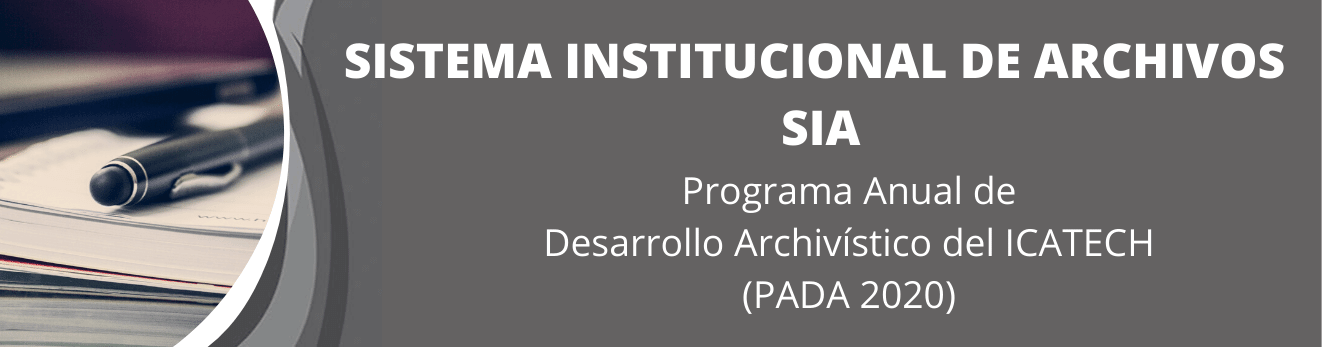 SISTEMA INSTITUCIONAL DE ARCHIVOS
SIA
Programa Anual de
Desarrollo Archivístico del ICATECH
(PADA 2020)